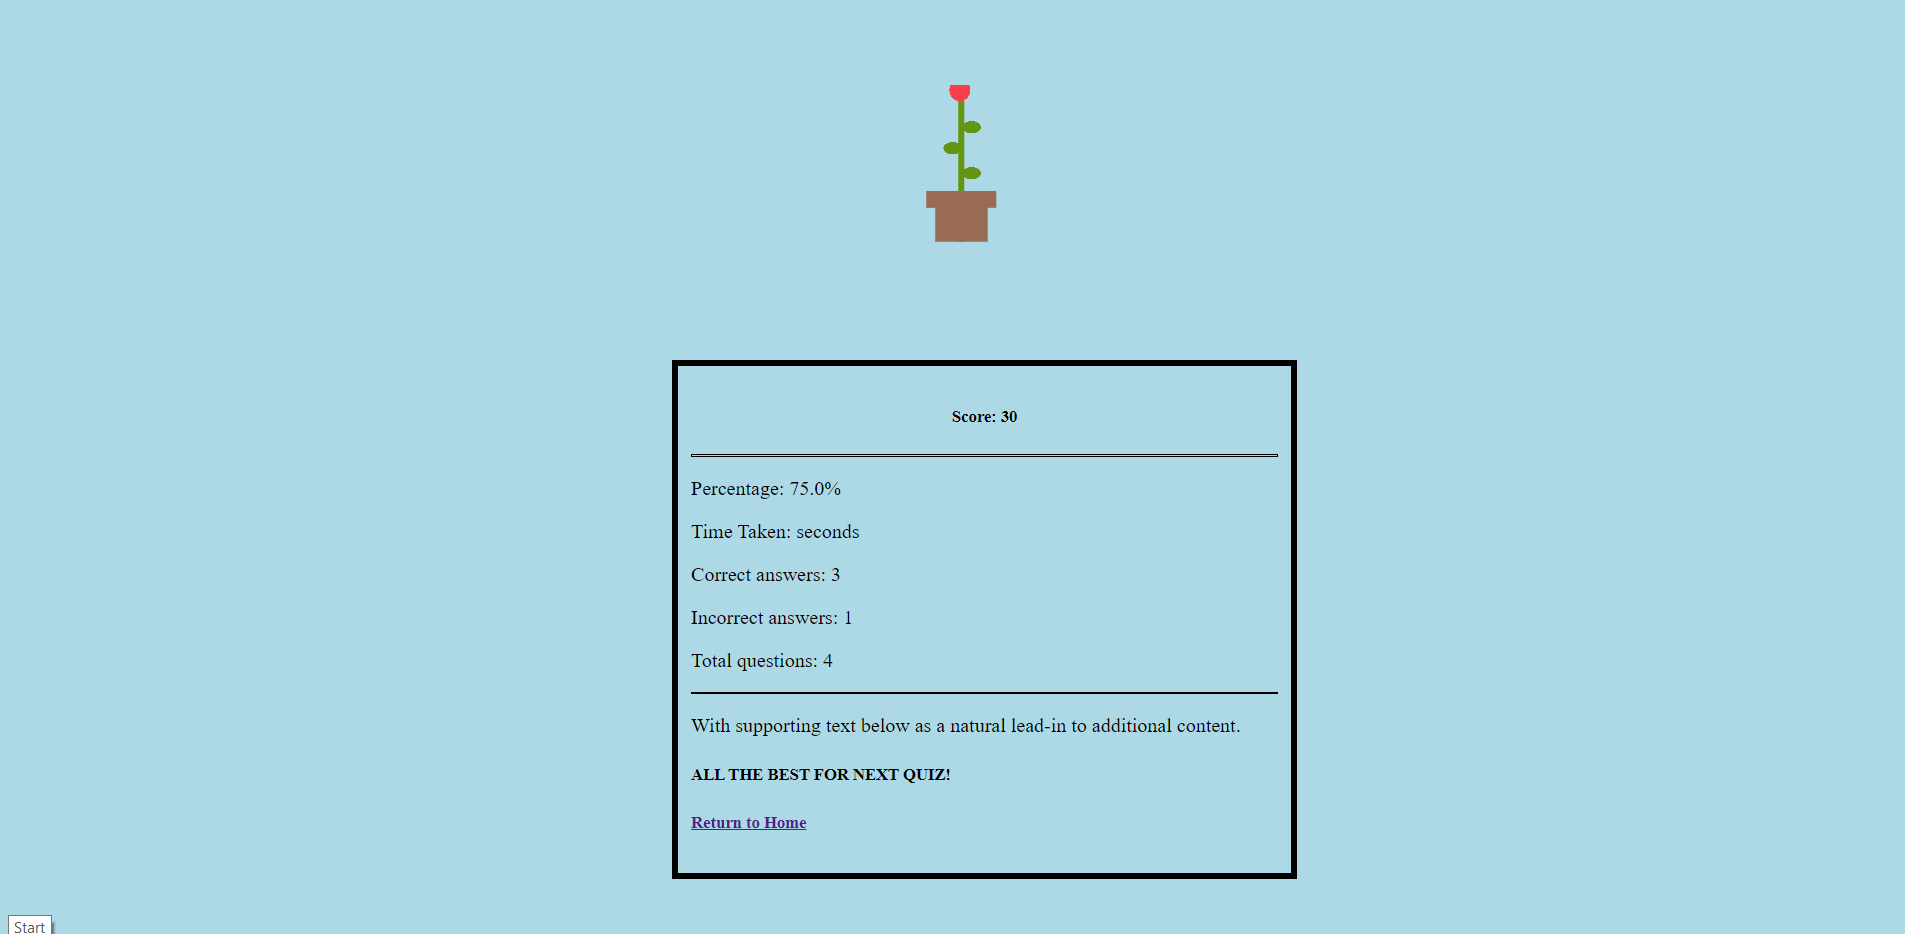 Score: 30
Percentage: 75.0%
Time Taken: seconds
Correct answers: 3
Incorrect answers: 1
Total questions: 4
With supporting text below as a natural lead-in to additional content.
ALL THE BEST FOR NEXT QUIZ!
Return to Home
Start